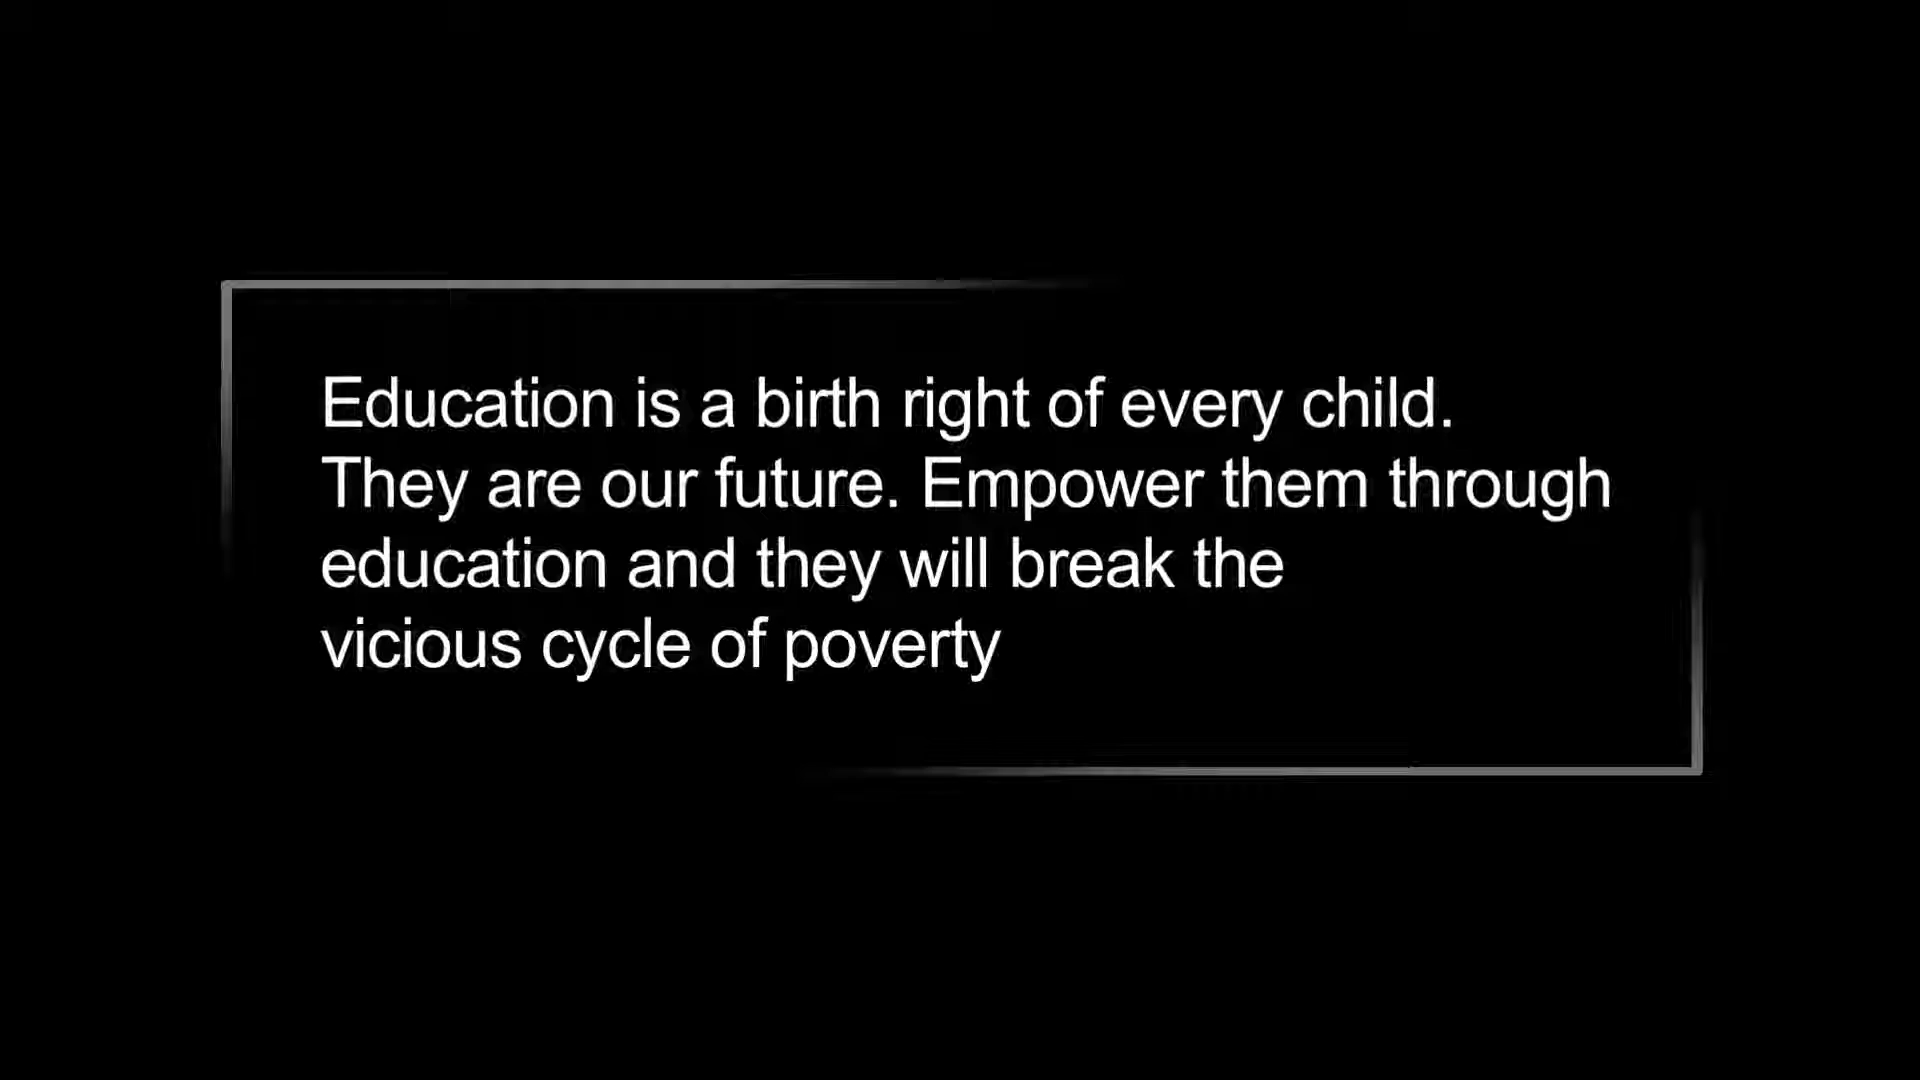 Education is a birth right of every child.
They are our future. Empower them through
education and they will break the
vicious cycle of poverty